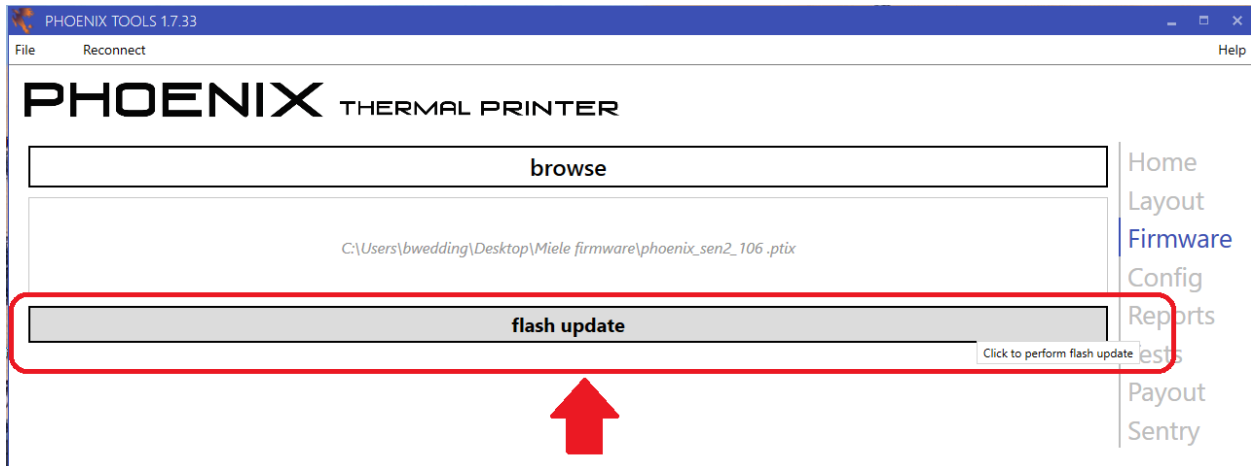 PHOENIX TOOLS 1.7.33
File Reconnect Help
PHOENIX THERMAL PRINTER
browse
C:\Users\bwedding\Desktop\Miele firmware\phoenix_sen2_106 .ptix
flash update
Click to perform flash update
Home
Layout
Firmware
Config
Reports
ests
Payout
Sentry